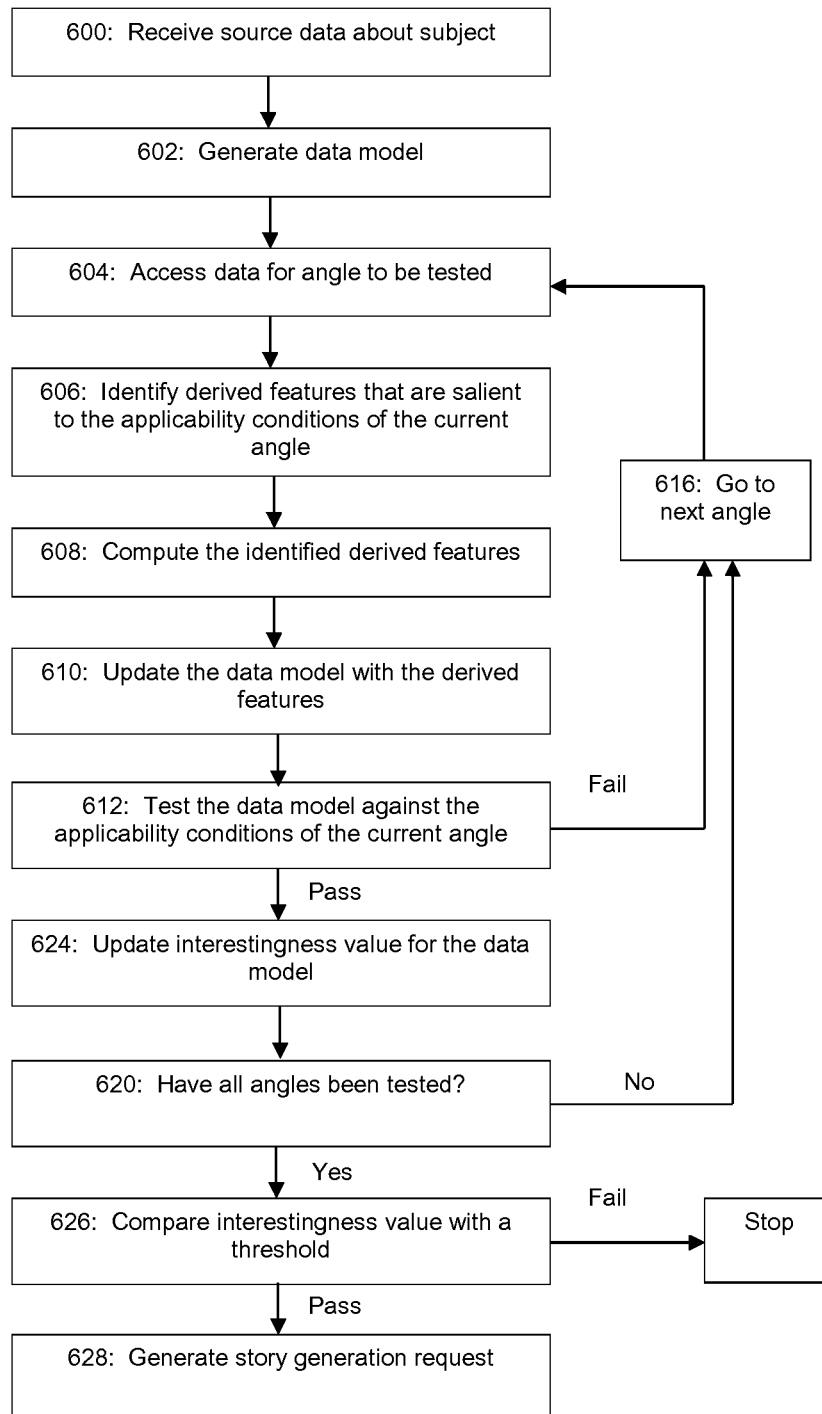 600: Receive source data about subject
602: Generate data model
604: Access data for angle to be tested
606: Identify derived features that are salient
to the applicability conditions of the current
angle
616: Go to
next angle
608: Compute the identified derived features
610: Update the data model with the derived
features
612: Test the data model against the
applicability conditions of the current angle
Fail
Pass
624: Update interestingness value for the data
model
620: Have all angles been tested?
No
Yes
626: Compare interestingness value with a
threshold
Fail
Stop
Pass
628: Generate story generation request